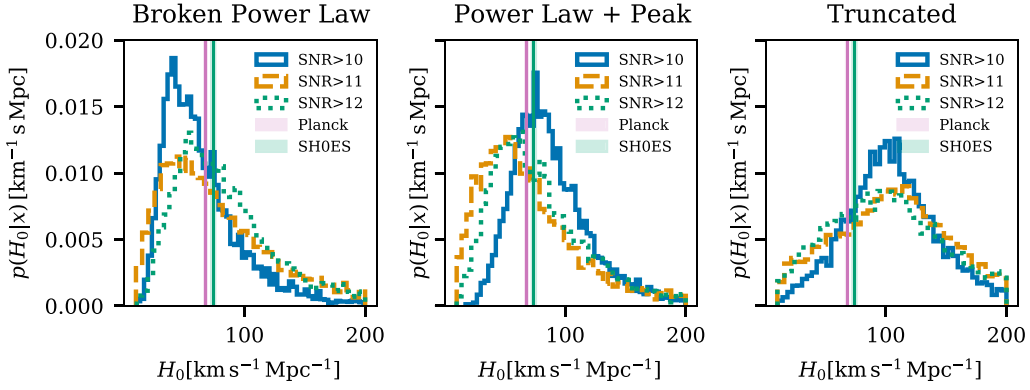 Broken Power Law
Power Law + Peak
Truncated
0.020
0.015
0.010
0.005
0.000
p(H₀|x) [km⁻¹ s Mpc]
SNR>10
SNR>11
SNR>12
Planck
SH0ES
100
200
H₀[km s⁻¹ Mpc⁻¹]
p(H₀|x) [km⁻¹ s Mpc]
SNR>10
SNR>11
SNR>12
Planck
SH0ES
100
200
H₀[km s⁻¹ Mpc⁻¹]
p(H₀|x) [km⁻¹ s Mpc]
SNR>10
SNR>11
SNR>12
Planck
SH0ES
100
200
H₀[km s⁻¹ Mpc⁻¹]